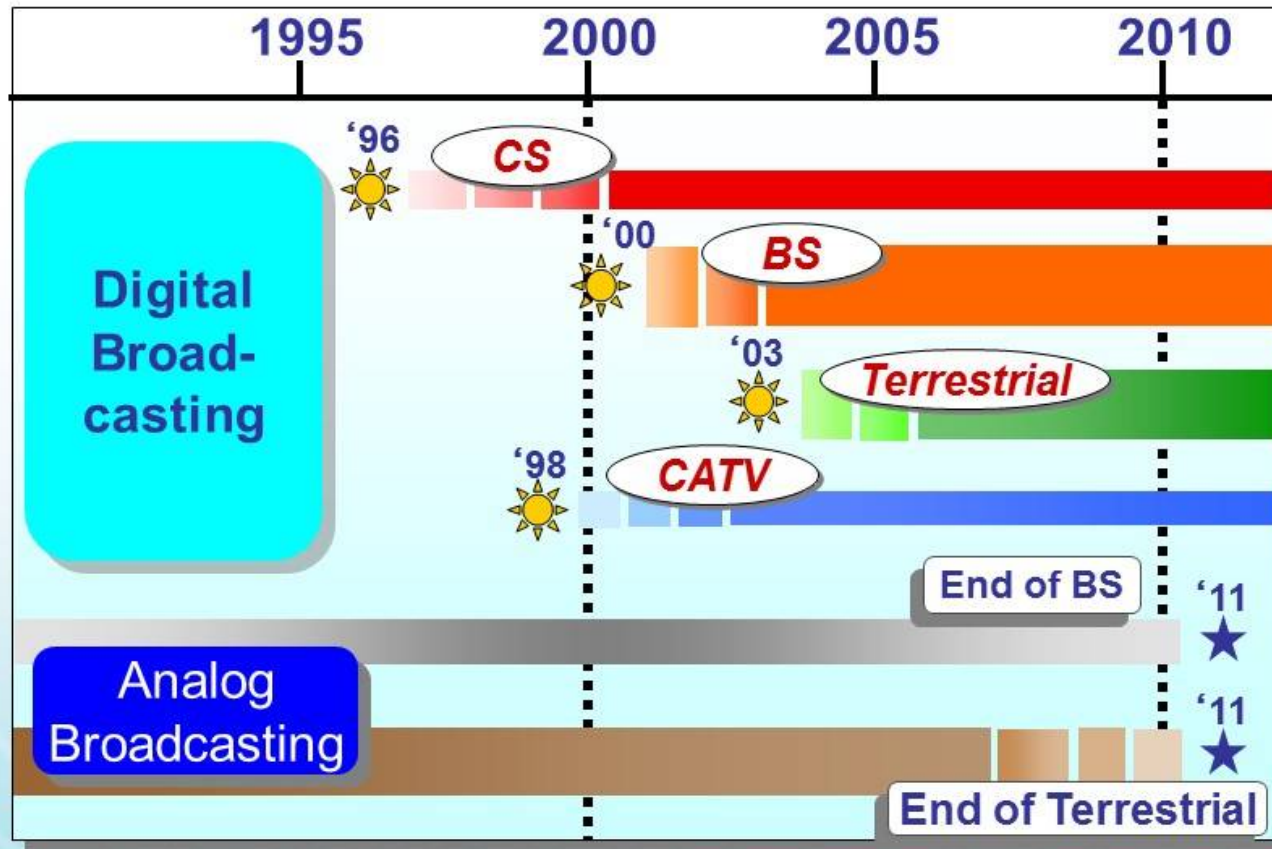 1995 2000 2005 2010
‘96
CS
‘00
BS
Digital
Broad-
casting
‘03
Terrestrial
‘98
CATV
End of BS
‘11
Analog
Broadcasting
‘11
End of Terrestrial